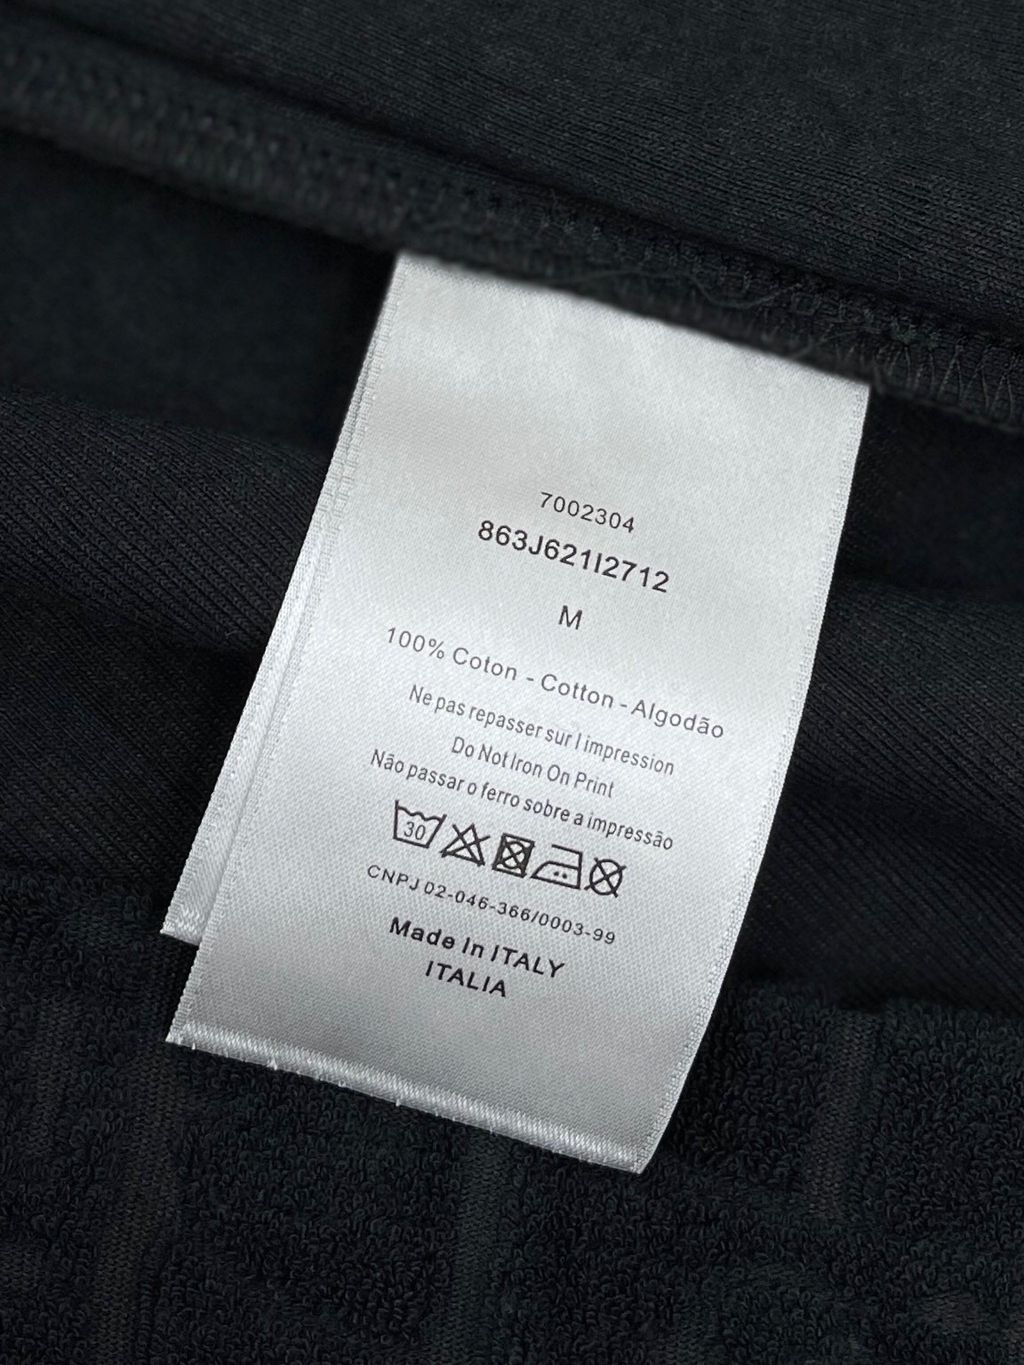 7002304
863J621I2712
M
100% Coton - Cotton - Algodão
Ne pas repasser sur l impression
Do Not Iron On Print
Não passar o ferro sobre a impressão
30
CNPJ 02-046-366/0003-99
Made In ITALY
ITALIA